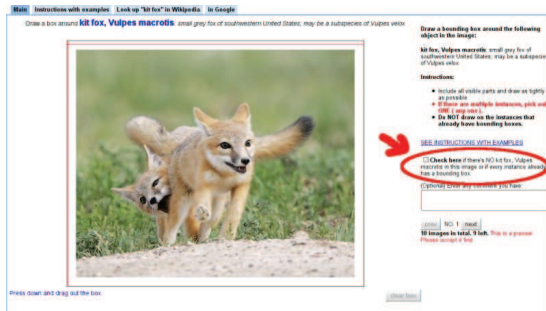 Main Instructions with examples Look up "kit fox" in Wikipedia in Google
Draw a box around kit fox, Vulpes macrotis: small grey fox of southwestern United States; may be a subspecies of Vulpes velox
Draw a bounding box around the following
object in the image:
kit fox, Vulpes macrotis: small grey fox of
southwestern United States; may be a subspecies
of Vulpes velox
Instructions:
Include all visible parts and draw as tightly
as possible
If there are multiple instances, pick out
ONE ( any one ).
Do NOT draw on the instances that
already have bounding boxes.
SEE INSTRUCTIONS WITH EXAMPLES
Check here if there's NO kit fox, Vulpes
macrotis in this image or if every instance already
has a bounding box
(Optional) Enter any comment you have:
prev NO. 1 next
10 images in total, 9 left. This is a preview
Please accept it first
Press down and drag out the box
clear box